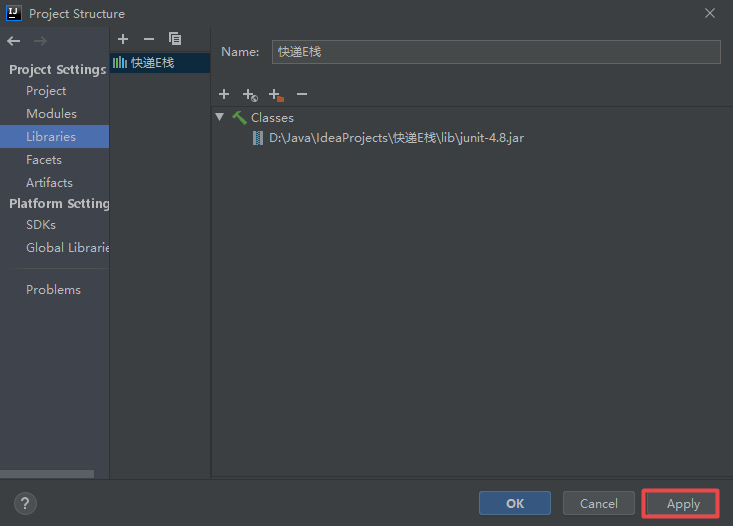 Project Structure
Project Settings
Project
Modules
Libraries
Facets
Artifacts
Platform Setting
SDKs
Global Librarie
Problems
快递E栈
Name: 快递E栈
Classes
D:\Java\IdeaProjects\快递E栈\lib\junit-4.8.jar
?
OK Cancel Apply